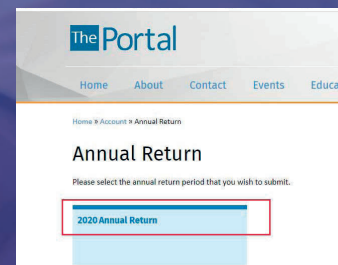 The Portal
Home About Contact Events Educa
Home » Account » Annual Return
Annual Return
Please select the annual return period that you wish to submit.
2020 Annual Return